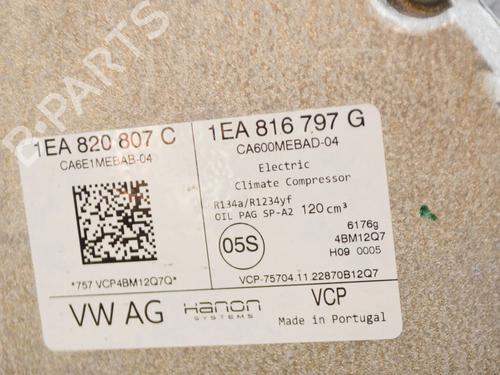 B-PARTS
1EA 820 807 C
CA6E1MEBAB-04
*757 VCP4BM12Q7Q*
VW AG
Hanon
SYSTEMS
1EA 816 797 G
CA600MEBAD-04
Electric
Climate Compressor
R134a/R1234yf
OIL PAG SP-A2 120 cm³
05S
6176g
4BM12Q7
H09 0005
VCP-75704.11.22870B12Q7
VCP
Made in Portugal